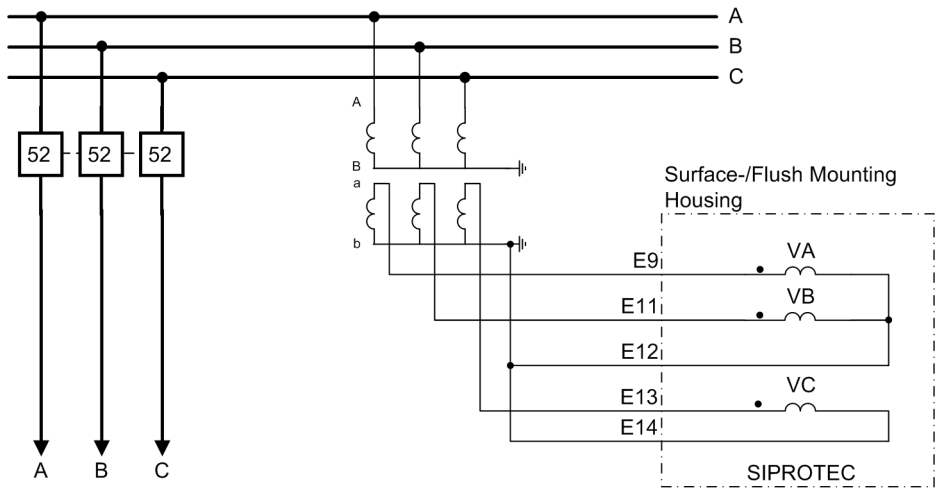 A
B
C
A
52 52 52
B
a
Surface-/Flush Mounting
Housing
b
E9 VA
E11 VB
E12
E13 VC
E14
A B C
SIPROTEC